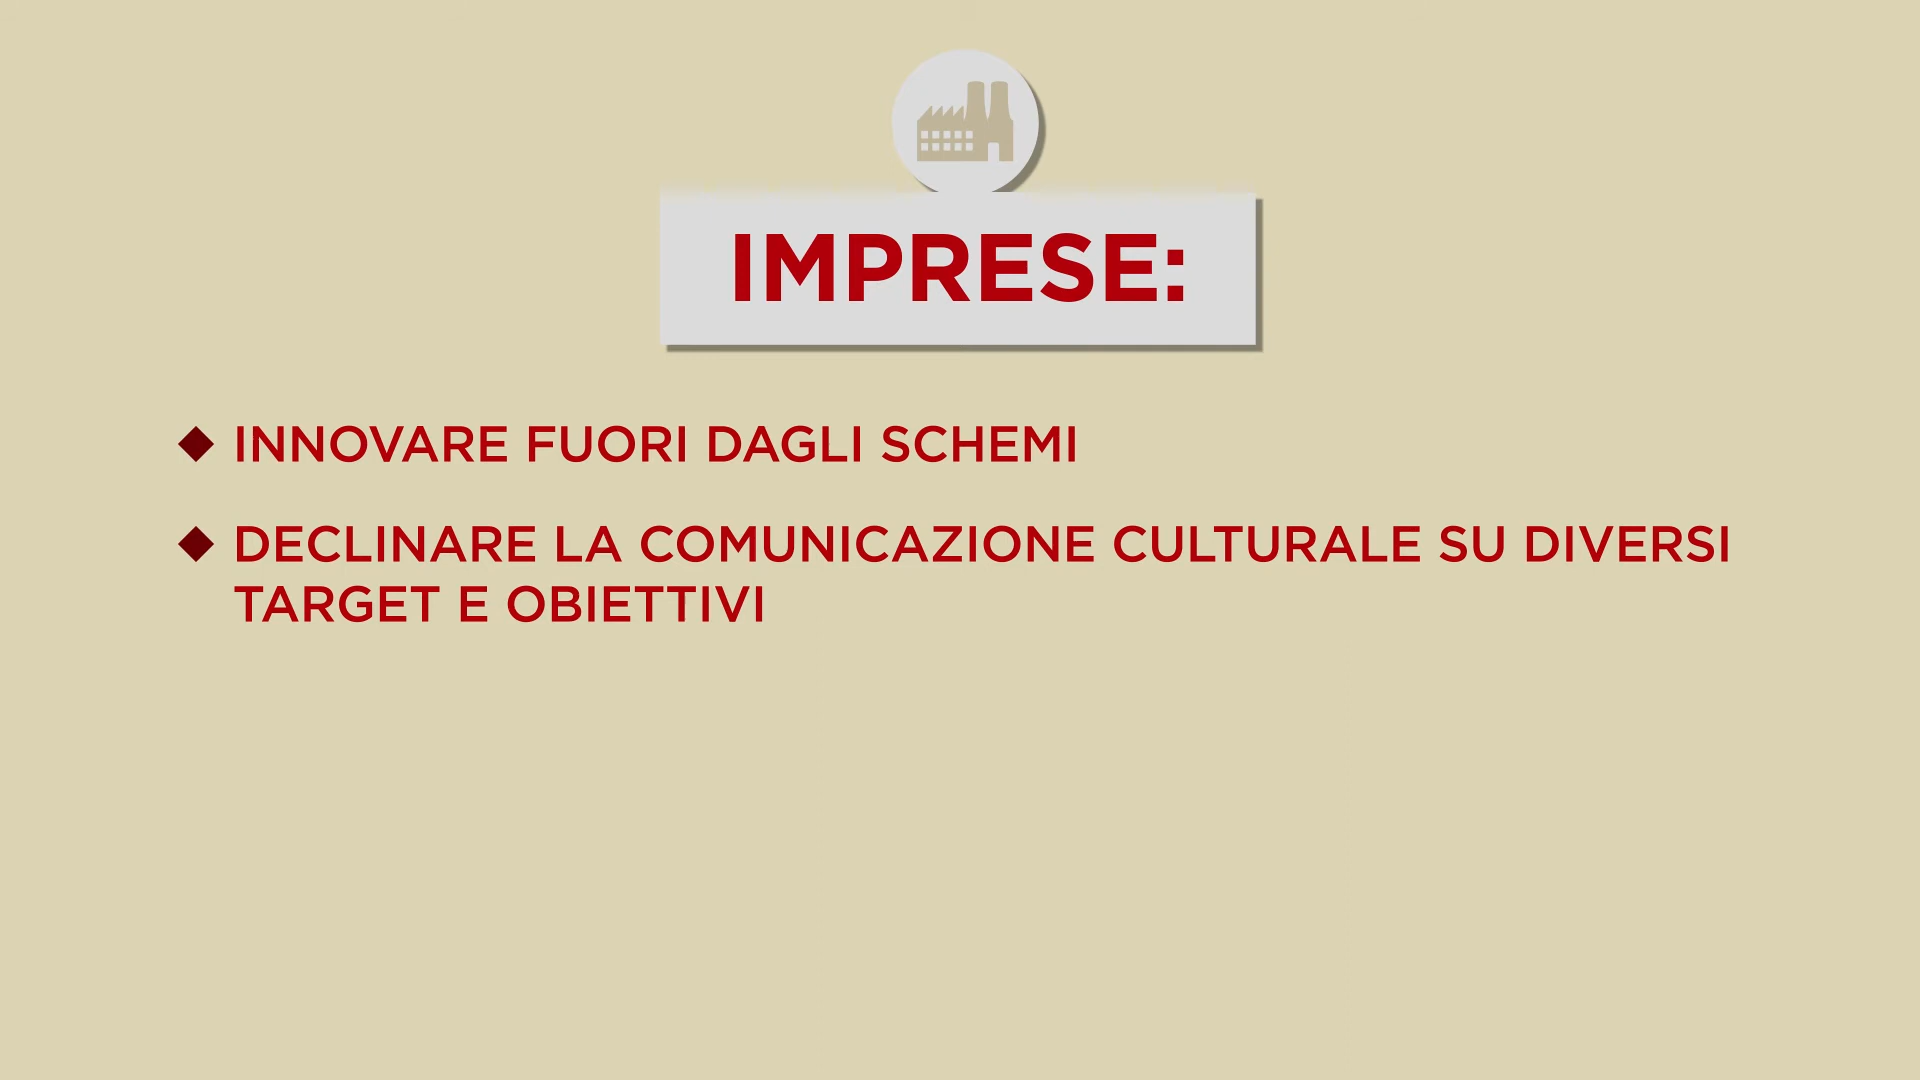 IMPRESE:
INNOVARE FUORI DAGLI SCHEMI
DECLINARE LA COMUNICAZIONE CULTURALE SU DIVERSI
TARGET E OBIETTIVI